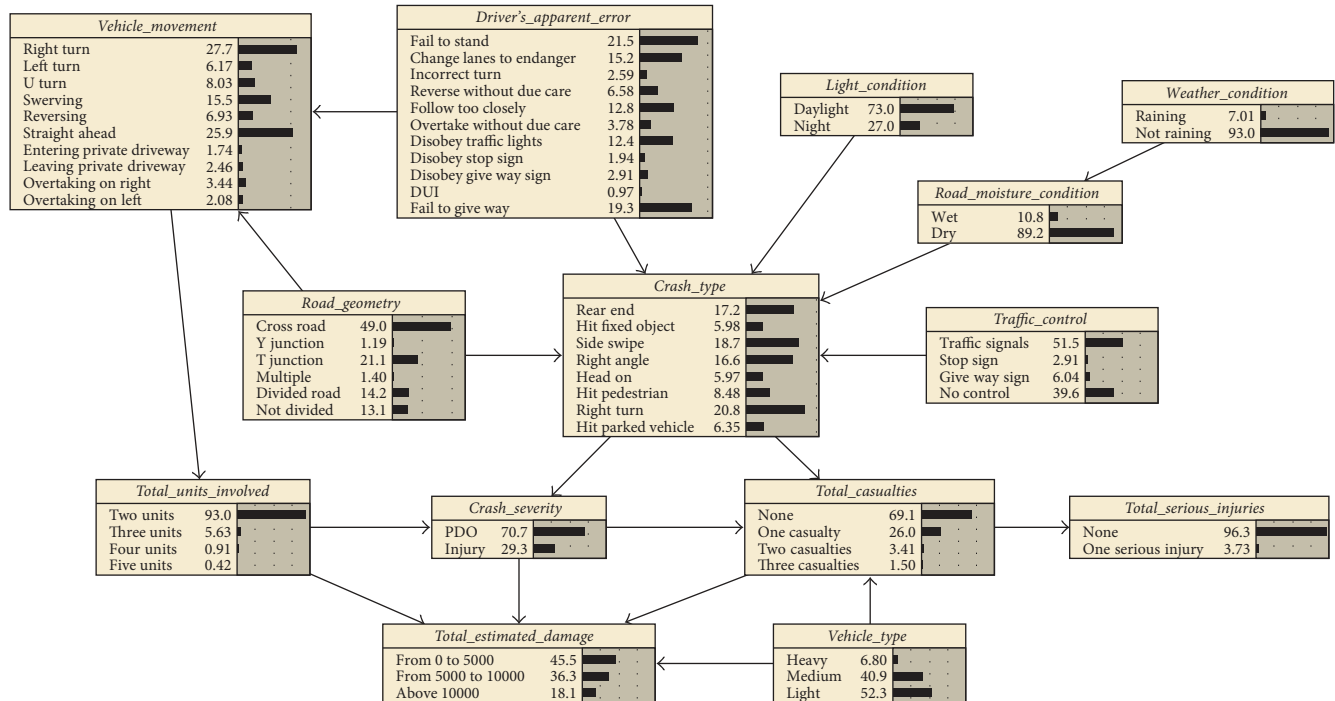 Vehicle_movement
Right turn 27.7
Left turn 6.17
U turn 8.03
Swerving 15.5
Reversing 6.93
Straight ahead 25.9
Entering private driveway 1.74
Leaving private driveway 2.46
Overtaking on right 3.44
Overtaking on left 2.08
Driver's_apparent_error
Fail to stand 21.5
Change lanes to endanger 15.2
Incorrect turn 2.59
Reverse without due care 6.58
Follow too closely 12.8
Overtake without due care 3.78
Disobey traffic lights 12.4
Disobey stop sign 1.94
Disobey give way sign 2.91
DUI 0.97
Fail to give way 19.3
Light_condition
Daylight 73.0
Night 27.0
Weather_condition
Raining 7.01
Not raining 93.0
Road_moisture_condition
Wet 10.8
Dry 89.2
Road_geometry
Cross road 49.0
Y junction 1.19
T junction 21.1
Multiple 1.40
Divided road 14.2
Not divided 13.1
Crash_type
Rear end 17.2
Hit fixed object 5.98
Side swipe 18.7
Right angle 16.6
Head on 5.97
Hit pedestrian 8.48
Right turn 20.8
Hit parked vehicle 6.35
Traffic_control
Traffic signals 51.5
Stop sign 2.91
Give way sign 6.04
No control 39.6
Total_units_involved
Two units 93.0
Three units 5.63
Four units 0.91
Five units 0.42
Crash_severity
PDO 70.7
Injury 29.3
Total_casualties
None 69.1
One casualty 26.0
Two casualties 3.41
Three casualties 1.50
Total_serious_injuries
None 96.3
One serious injury 3.73
Total_estimated_damage
From 0 to 5000 45.5
From 5000 to 10000 36.3
Above 10000 18.1
Vehicle_type
Heavy 6.80
Medium 40.9
Light 52.3